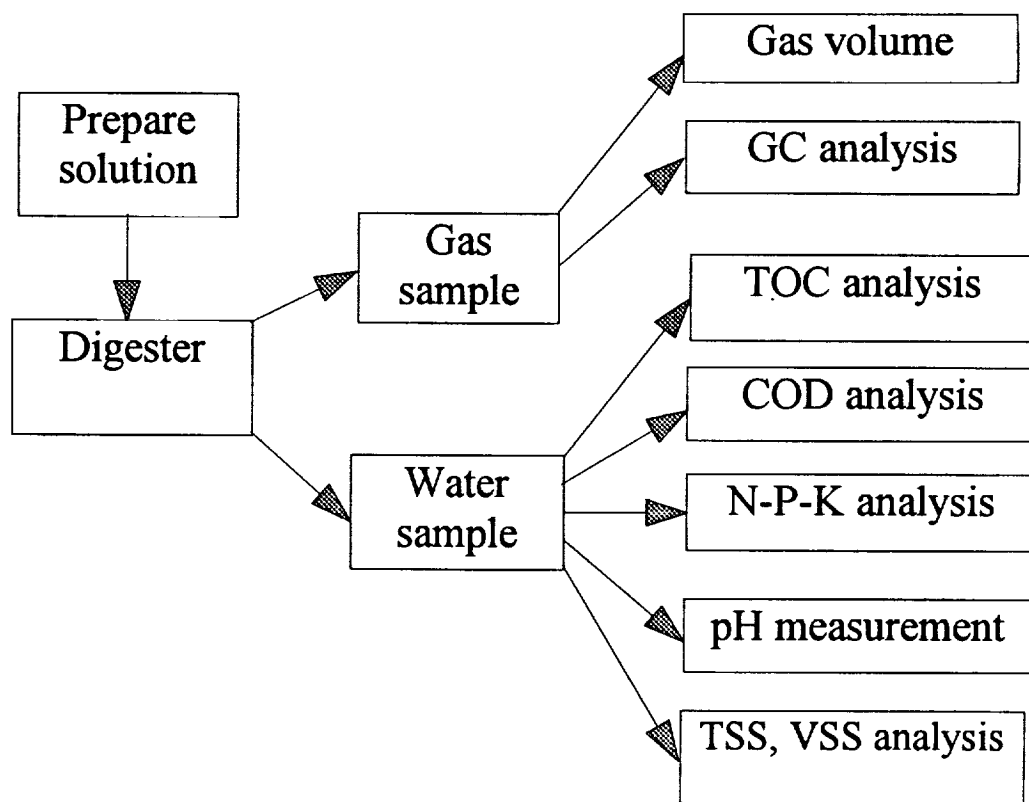 Prepare
solution
Digester
Gas
sample
Water
sample
Gas volume
GC analysis
TOC analysis
COD analysis
N-P-K analysis
pH measurement
TSS, VSS analysis